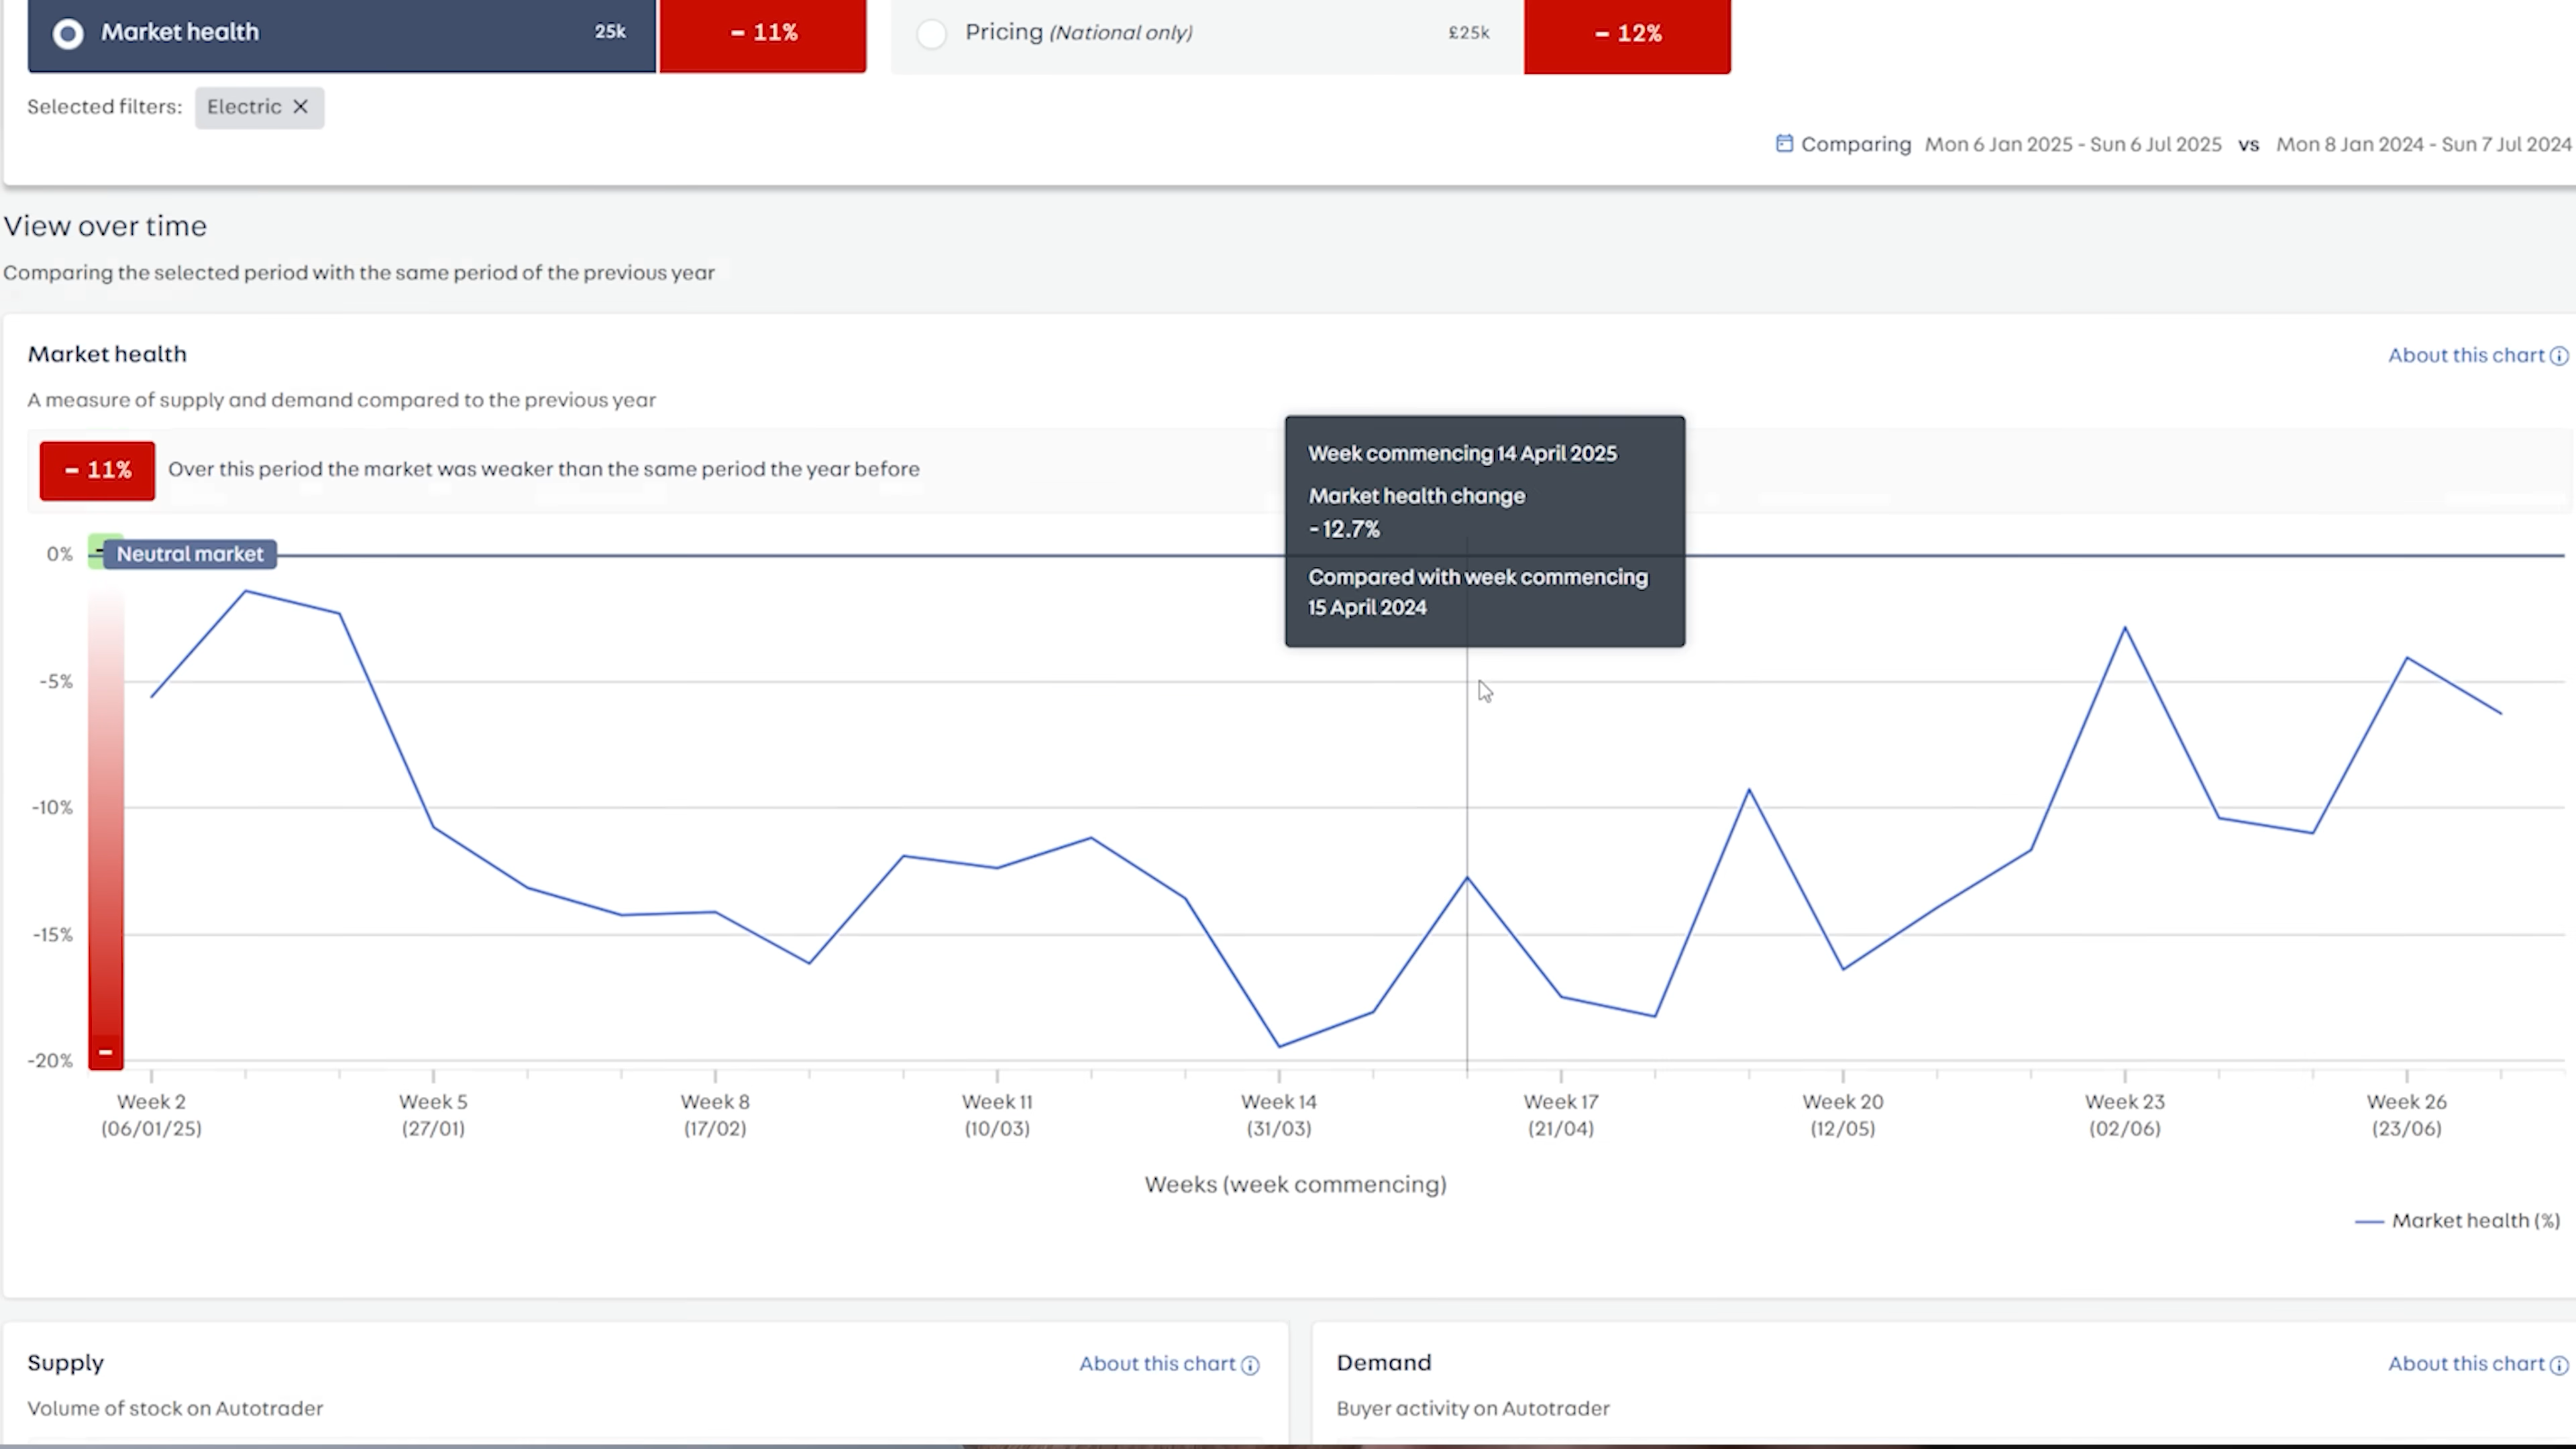 Market health 25k – 11% Pricing (National only) £25k – 12%
Selected filters: Electric
Comparing Mon 6 Jan 2025 - Sun 6 Jul 2025 vs Mon 8 Jan 2024 - Sun 7 Jul 2024
View over time
Comparing the selected period with the same period of the previous year
Market health
About this chart
A measure of supply and demand compared to the previous year
– 11% Over this period the market was weaker than the same period the year before
Week commencing 14 April 2025
Market health change
- 12.7%
Compared with week commencing
15 April 2024
0% Neutral market
-5%
-10%
-15%
-20%
Week 2 Week 5 Week 8 Week 11 Week 14 Week 17 Week 20 Week 23 Week 26
(06/01/25) (27/01) (17/02) (10/03) (31/03) (21/04) (12/05) (02/06) (23/06)
Weeks (week commencing)
Market health (%)
Supply About this chart
Volume of stock on Autotrader
Demand About this chart
Buyer activity on Autotrader